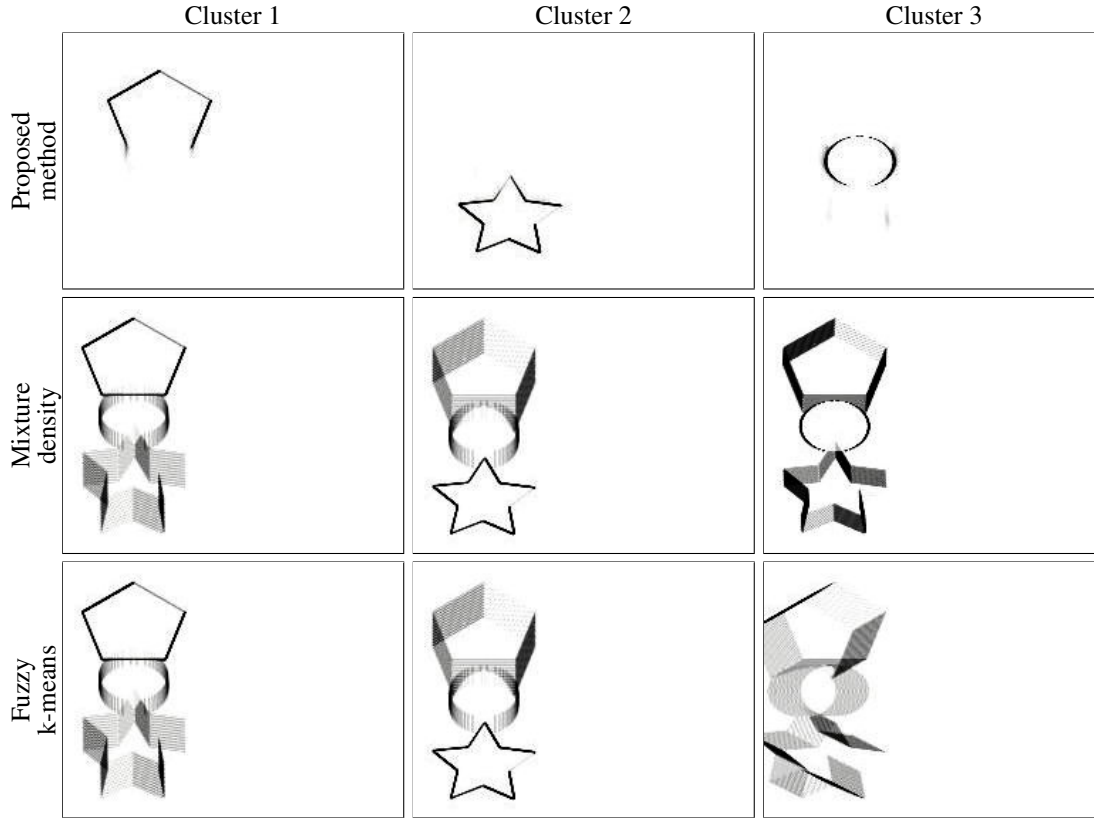 Cluster 1
Cluster 2
Cluster 3
Proposed
method
Mixture
density
Fuzzy
k-means